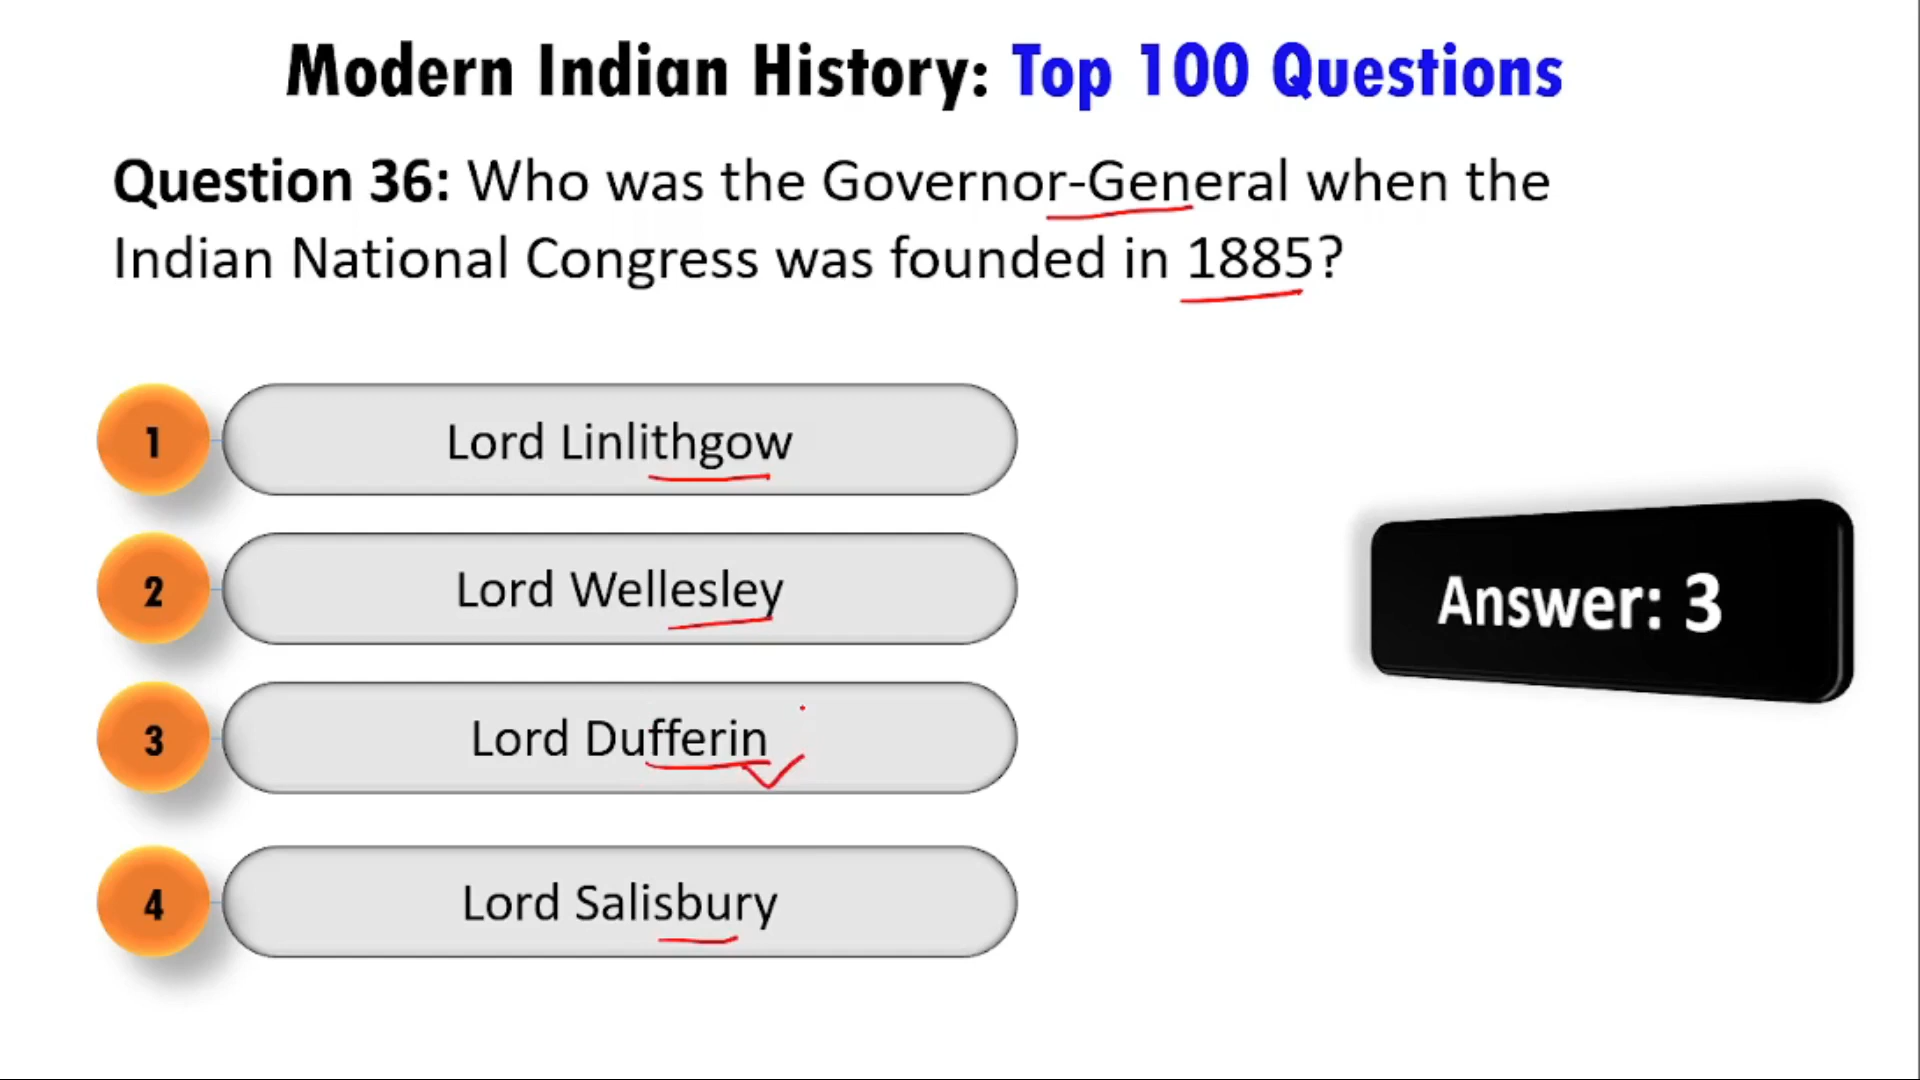 Modern Indian History: Top 100 Questions
Question 36: Who was the Governor-General when the
Indian National Congress was founded in 1885?
1 Lord Linlithgow
2 Lord Wellesley
3 Lord Dufferin
4 Lord Salisbury
Answer: 3